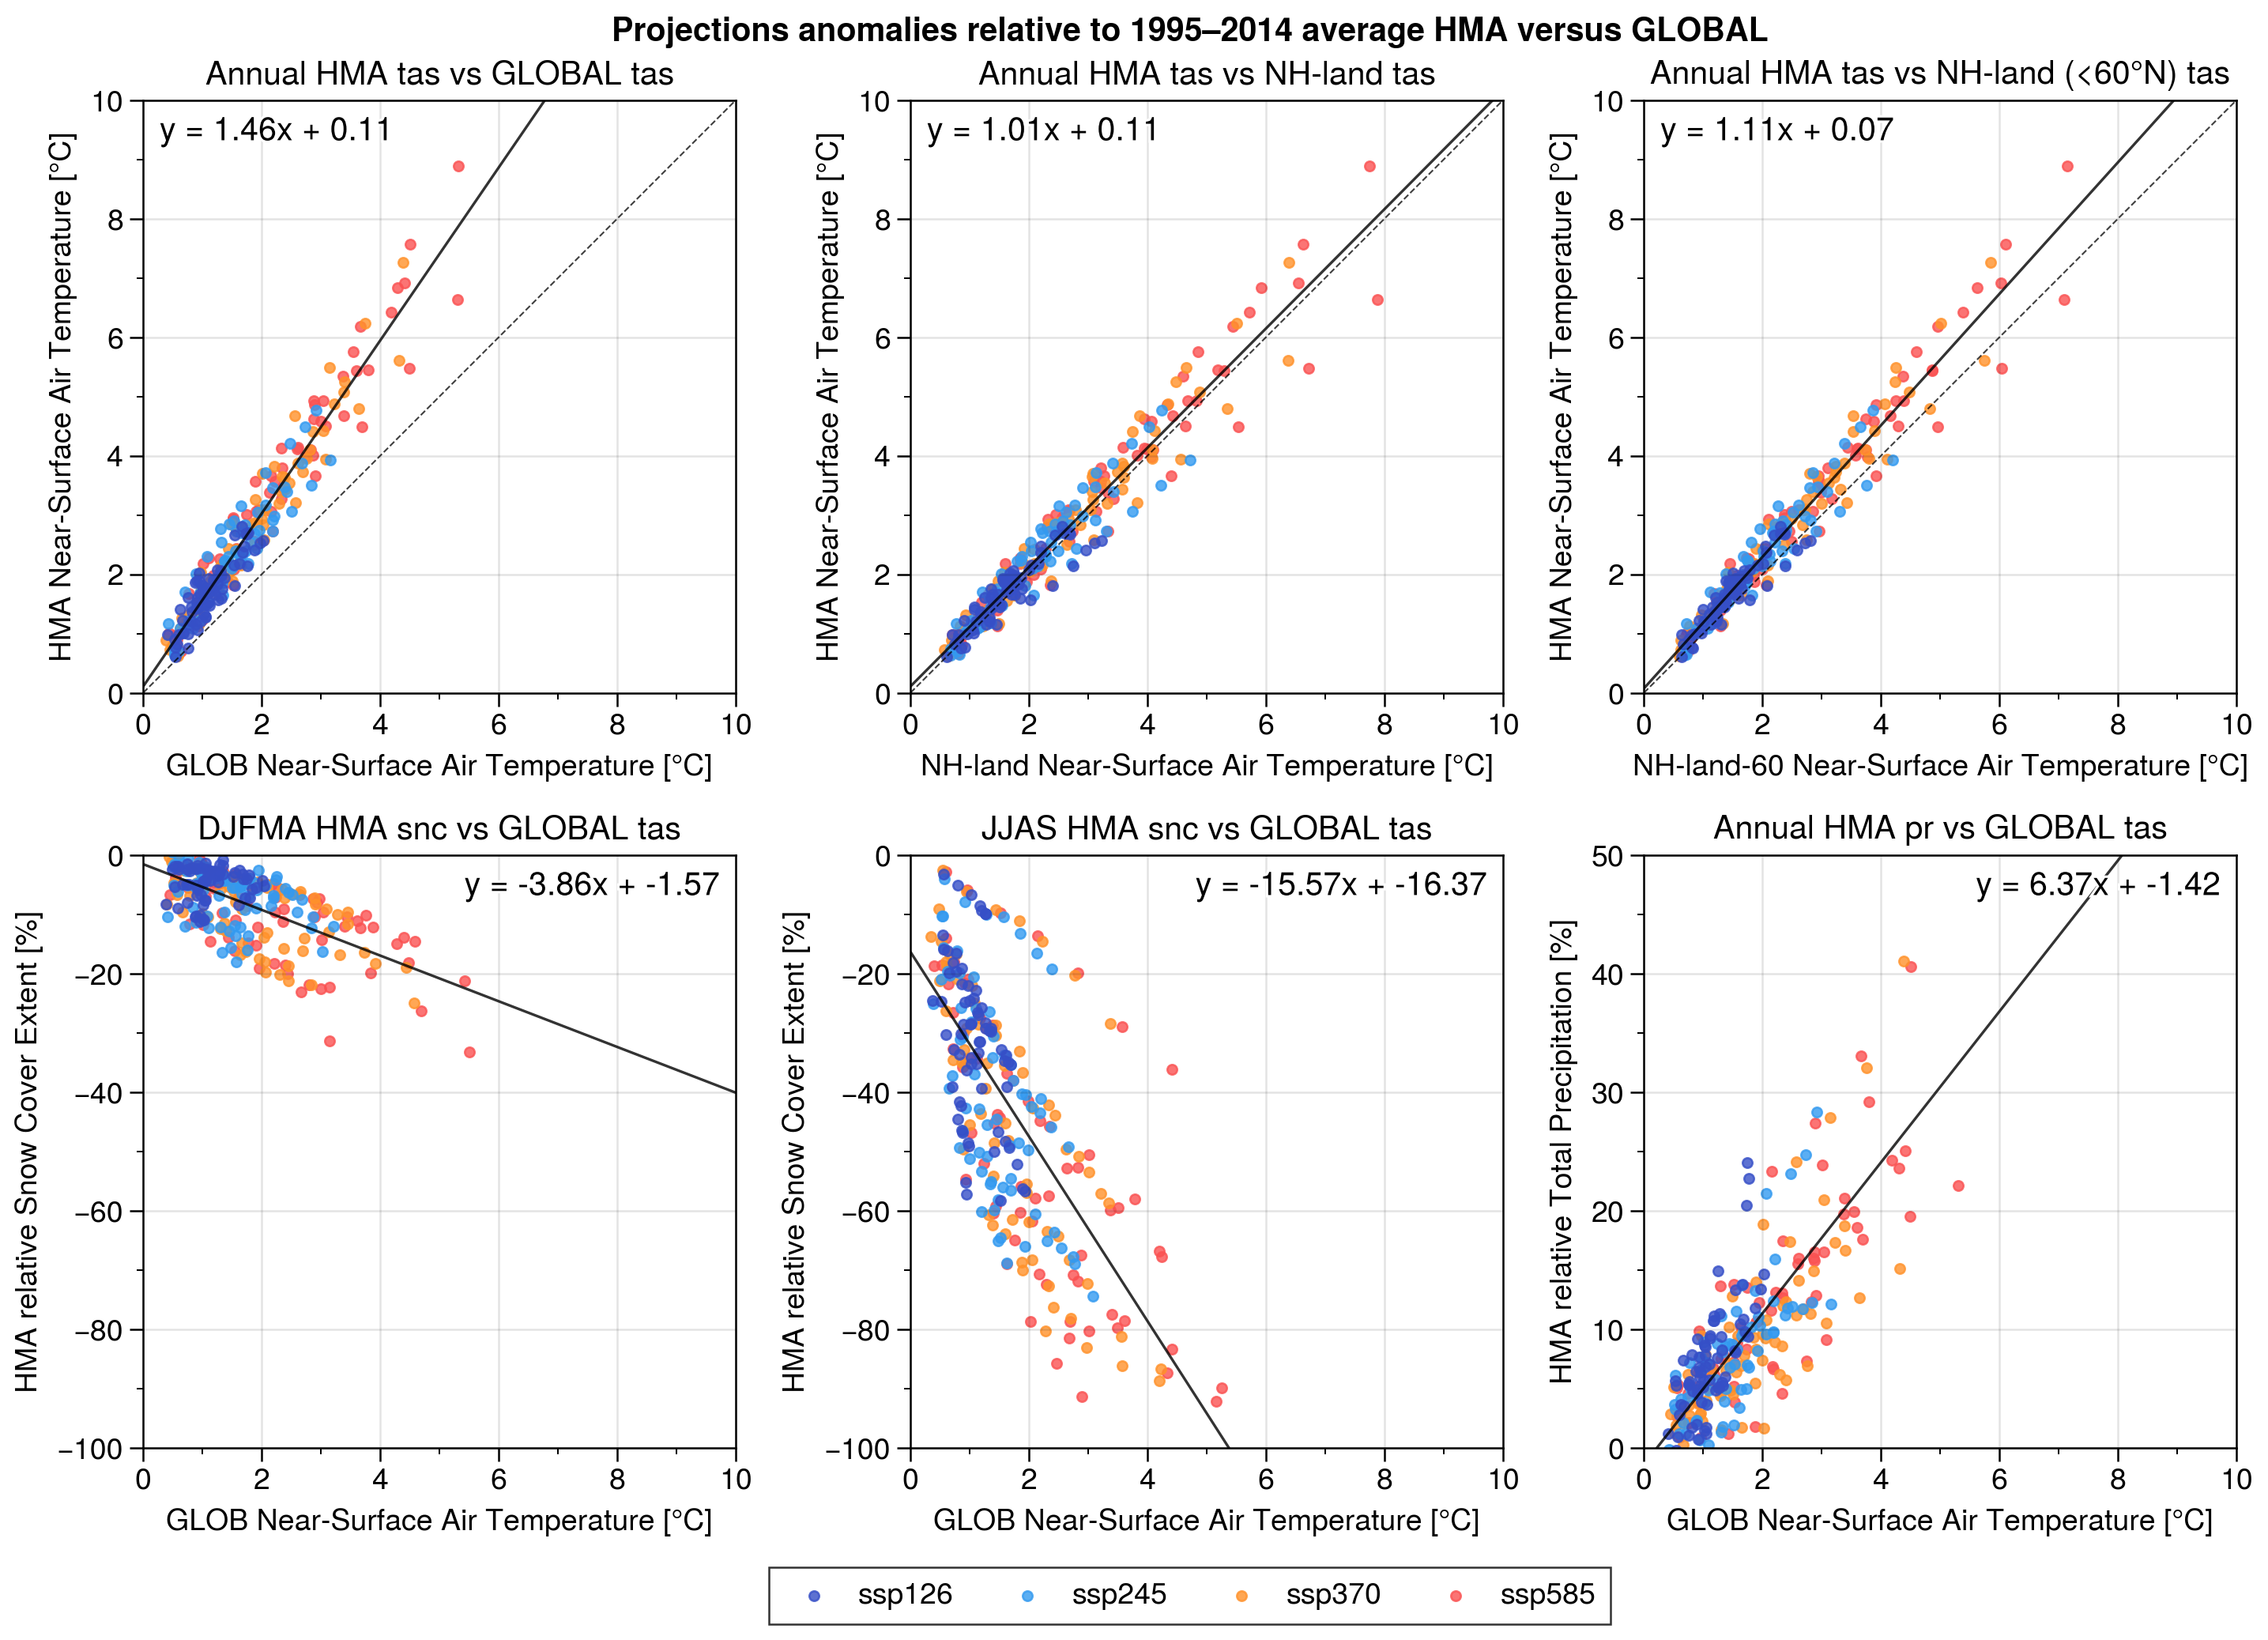 Projections anomalies relative to 1995–2014 average HMA versus GLOBAL
Annual HMA tas vs GLOBAL tas
y = 1.46x + 0.11
HMA Near-Surface Air Temperature [°C]
10
8
6
4
2
0
0 2 4 6 8 10
GLOB Near-Surface Air Temperature [°C]
Annual HMA tas vs NH-land tas
y = 1.01x + 0.11
HMA Near-Surface Air Temperature [°C]
10
8
6
4
2
0
0 2 4 6 8 10
NH-land Near-Surface Air Temperature [°C]
Annual HMA tas vs NH-land (<60°N) tas
y = 1.11x + 0.07
HMA Near-Surface Air Temperature [°C]
10
8
6
4
2
0
0 2 4 6 8 10
NH-land-60 Near-Surface Air Temperature [°C]
DJFMA HMA snc vs GLOBAL tas
y = -3.86x + -1.57
HMA relative Snow Cover Extent [%]
0
−20
−40
−60
−80
−100
0 2 4 6 8 10
GLOB Near-Surface Air Temperature [°C]
JJAS HMA snc vs GLOBAL tas
y = -15.57x + -16.37
HMA relative Snow Cover Extent [%]
0
−20
−40
−60
−80
−100
0 2 4 6 8 10
GLOB Near-Surface Air Temperature [°C]
Annual HMA pr vs GLOBAL tas
y = 6.37x + -1.42
HMA relative Total Precipitation [%]
50
40
30
20
10
0
0 2 4 6 8 10
GLOB Near-Surface Air Temperature [°C]
ssp126 ssp245 ssp370 ssp585